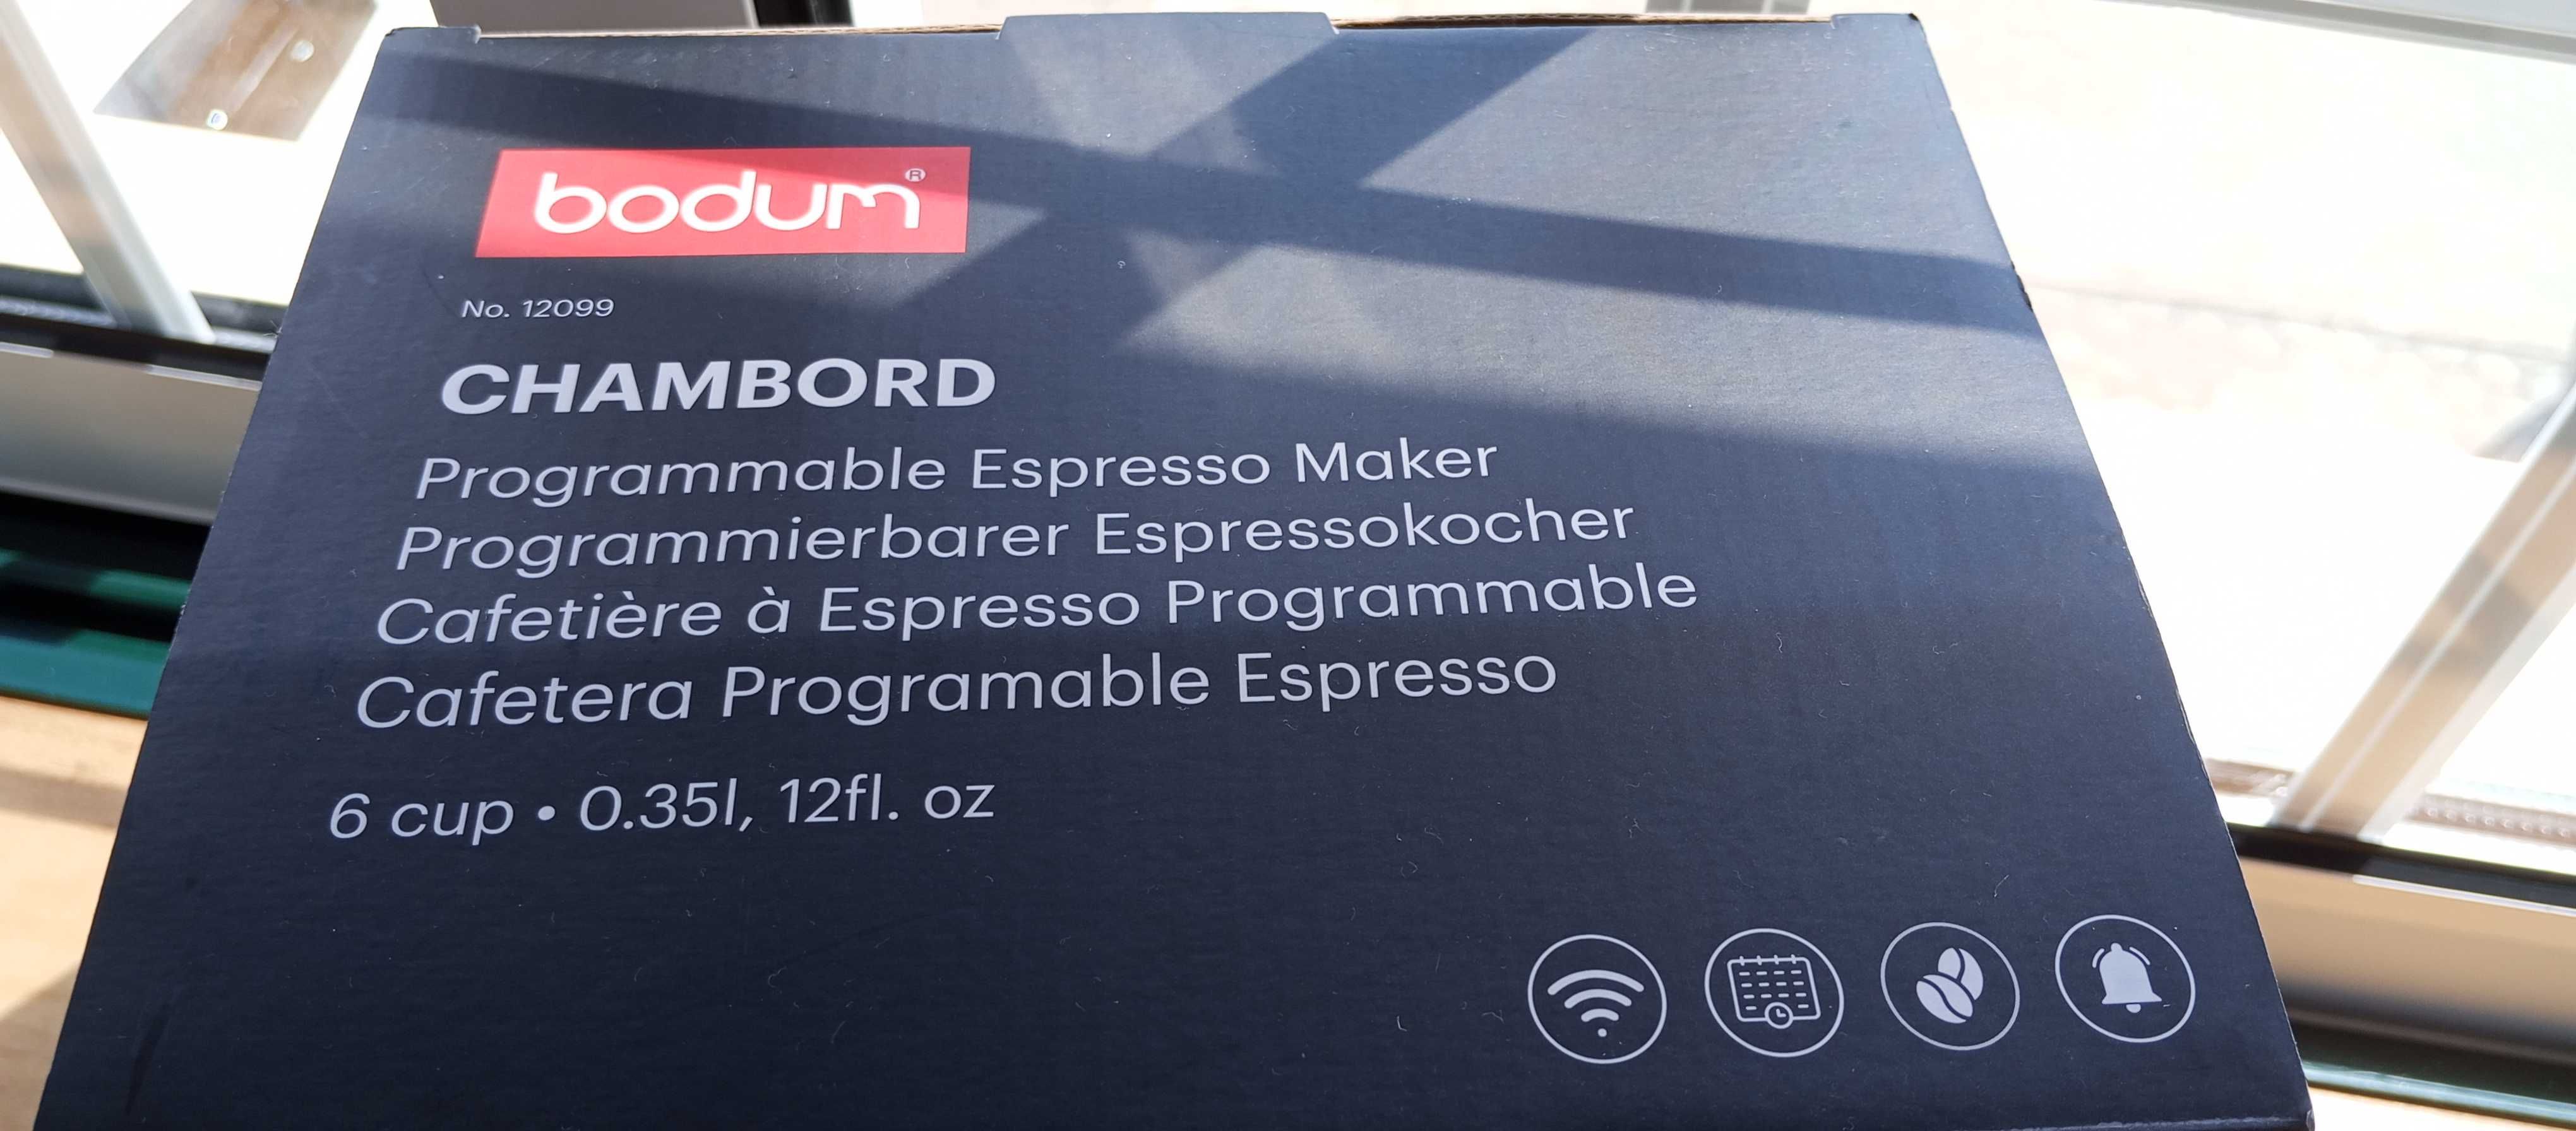 bodum®
No. 12099
CHAMBORD
Programmable Espresso Maker
Programmierbarer Espressokocher
Cafetière à Espresso Programmable
Cafetera Programable Espresso
6 cup • 0.35l, 12fl. oz